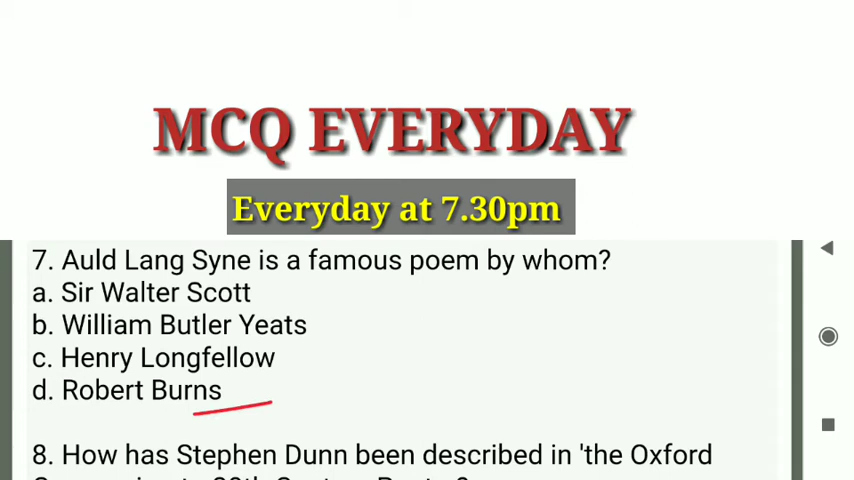 MCQ EVERYDAY
Everyday at 7.30pm
7. Auld Lang Syne is a famous poem by whom?
a. Sir Walter Scott
b. William Butler Yeats
c. Henry Longfellow
d. Robert Burns
8. How has Stephen Dunn been described in 'the Oxford